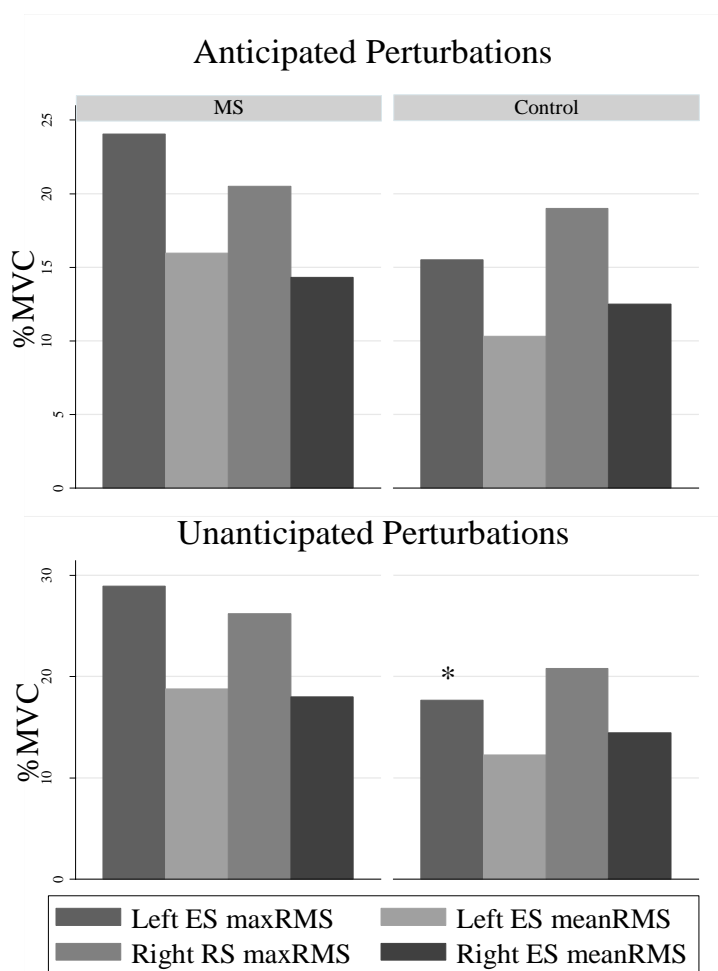 Anticipated Perturbations
MS Control
25
20
15
10
5
0
%MVC
Unanticipated Perturbations
30
20
10
0
%MVC
*
Left ES maxRMS Left ES meanRMS
Right RS maxRMS Right ES meanRMS